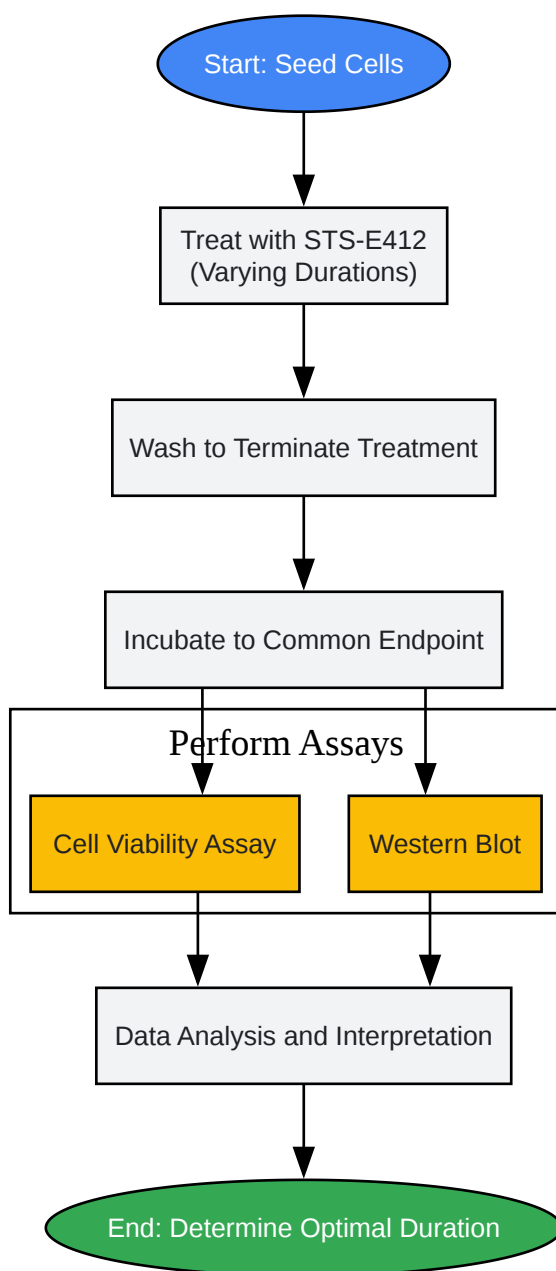 Start: Seed Cells
Treat with STS-E412
(Varying Durations)
Wash to Terminate Treatment
Incubate to Common Endpoint
Perform Assays
Cell Viability Assay
Western Blot
Data Analysis and Interpretation
End: Determine Optimal Duration